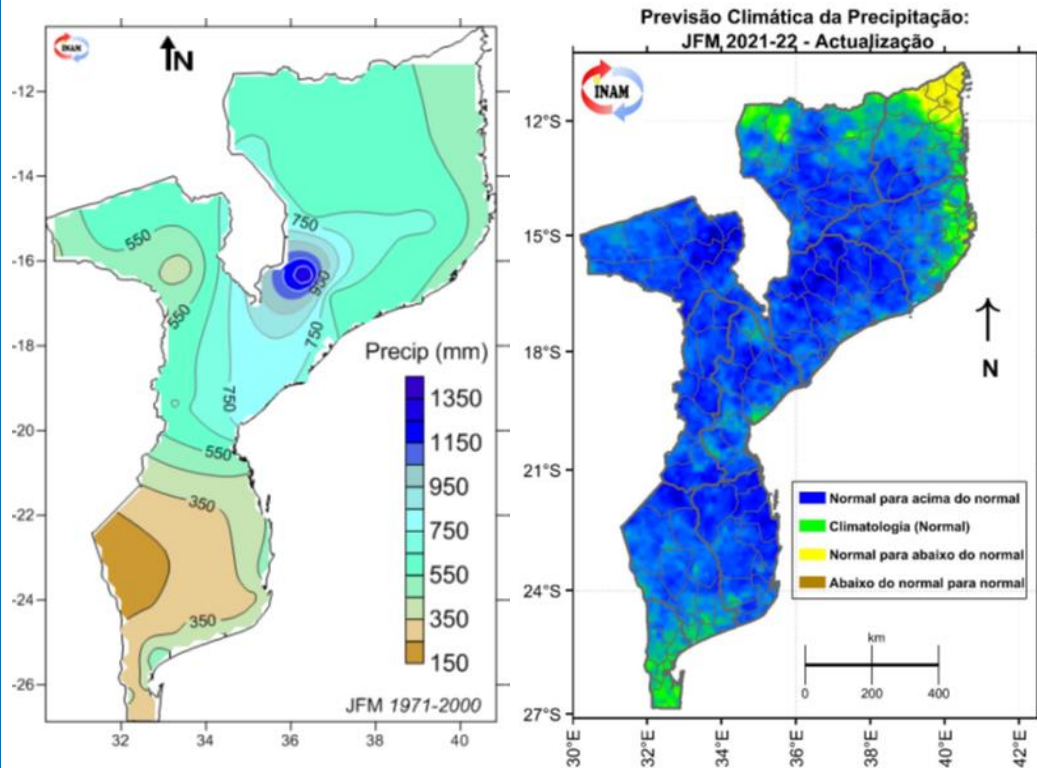 INAM
N
-12
-14
-16
-18
-20
-22
-24
-26
32
34
36
38
40
550
750
550
950
750
750
550
350
350
Precip (mm)
1350
1150
950
750
550
350
150
JFM 1971-2000
Previsão Climática da Precipitação:
JFM 2021-22 - Actualização
INAM
12°S
15°S
18°S
21°S
24°S
27°S
N
Normal para acima do normal
Climatologia (Normal)
Normal para abaixo do normal
Abaixo do normal para normal
km
0 200 400
30°E 32°E 34°E 36°E 38°E 40°E 42°E